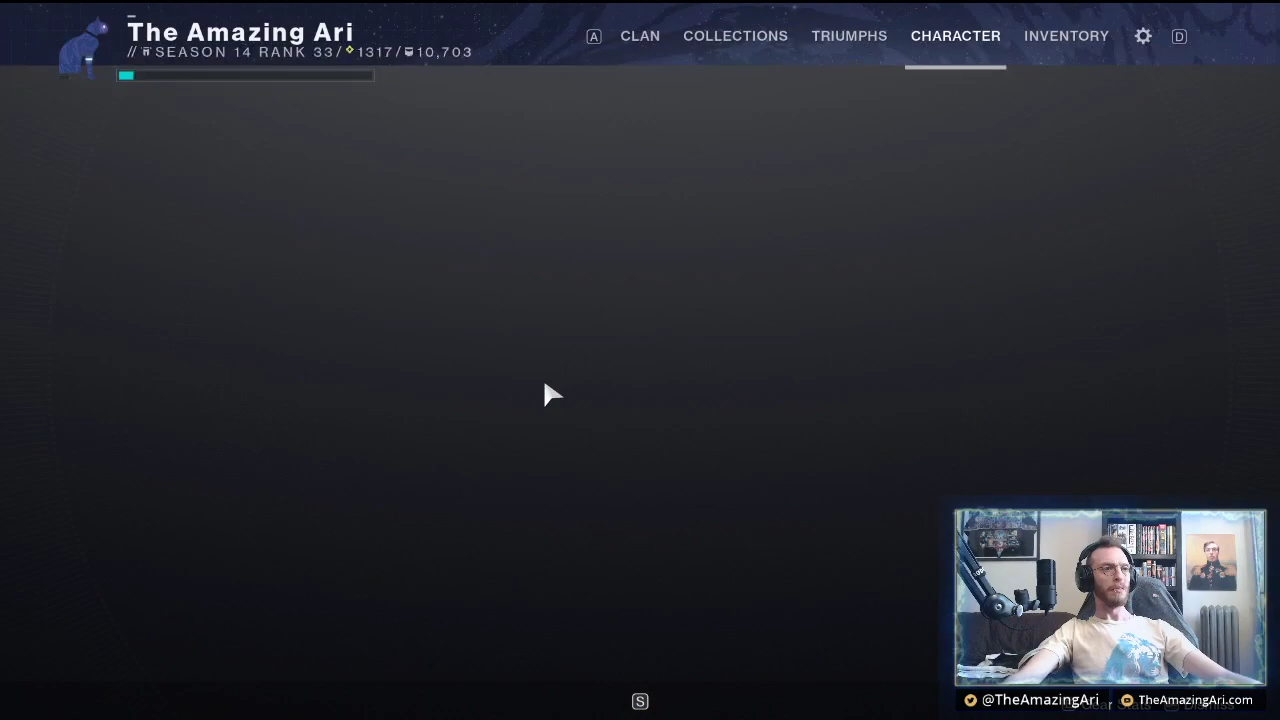 The Amazing Ari
// SEASON 14 RANK 33/1317/10,703
A CLAN COLLECTIONS TRIUMPHS CHARACTER INVENTORY D
S
@TheAmazingAri TheAmazingAri.com